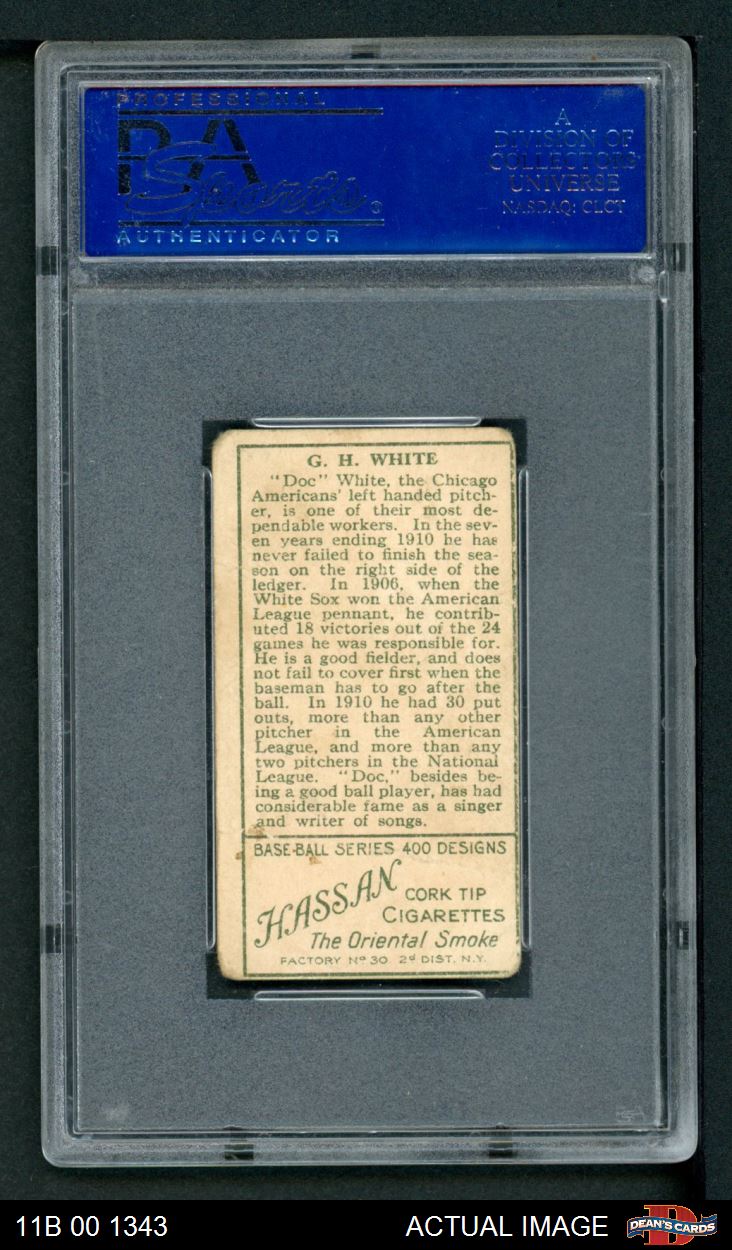 PROFESSIONAL
PSA
Sports
AUTHENTICATOR
A
DIVISION OF
COLLECTORS
UNIVERSE
NASDAQ: CLCT
G. H. WHITE
"Doc" White, the Chicago
Americans' left handed pitch-
er, is one of their most de-
pendable workers. In the sev-
en years ending 1910 he has
never failed to finish the sea-
son on the right side of the
ledger. In 1906, when the
White Sox won the American
League pennant, he contrib-
uted 18 victories out of the 24
games he was responsible for.
He is a good fielder, and does
not fail to cover first when the
baseman has to go after the
ball. In 1910 he had 30 put
outs, more than any other
pitcher in the American
League, and more than any
two pitchers in the National
League. "Doc," besides be-
ing a good ball player, has had
considerable fame as a singer
and writer of songs.
BASE-BALL SERIES 400 DESIGNS
HASSAN CORK TIP
CIGARETTES
The Oriental Smoke
FACTORY Nº 30 2d DIST. N.Y.
11B 00 1343
ACTUAL IMAGE
DEAN'S CARDS